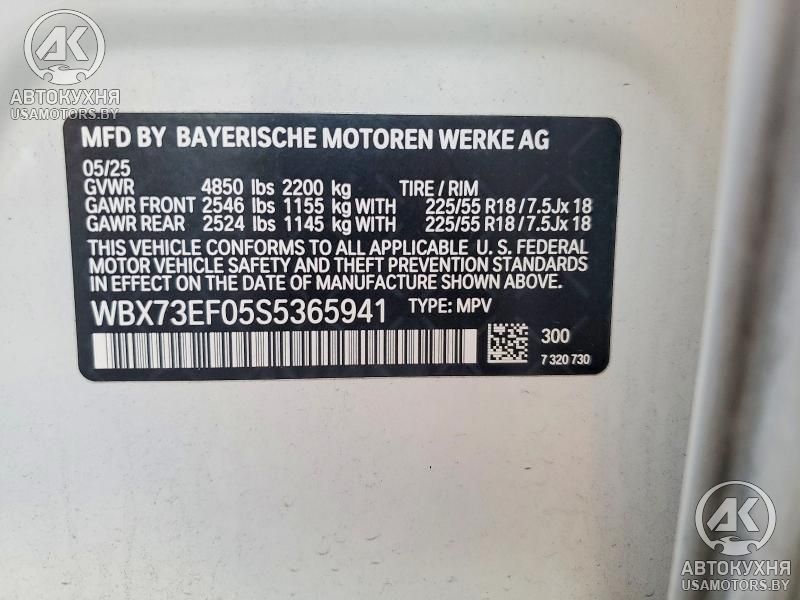 АК
АВТОКУХНЯ
USAMOTORS.BY
MFD BY BAYERISCHE MOTOREN WERKE AG
05/25
GVWR 4850 lbs 2200 kg TIRE / RIM
GAWR FRONT 2546 lbs 1155 kg WITH 225/55 R18 / 7.5Jx 18
GAWR REAR 2524 lbs 1145 kg WITH 225/55 R18 / 7.5Jx 18
THIS VEHICLE CONFORMS TO ALL APPLICABLE U. S. FEDERAL
MOTOR VEHICLE SAFETY AND THEFT PREVENTION STANDARDS
IN EFFECT ON THE DATE OF MANUFACTURE SHOWN ABOVE.
WBX73EF05S5365941 TYPE: MPV
300
7 320 730
АК
АВТОКУХНЯ
USAMOTORS.BY